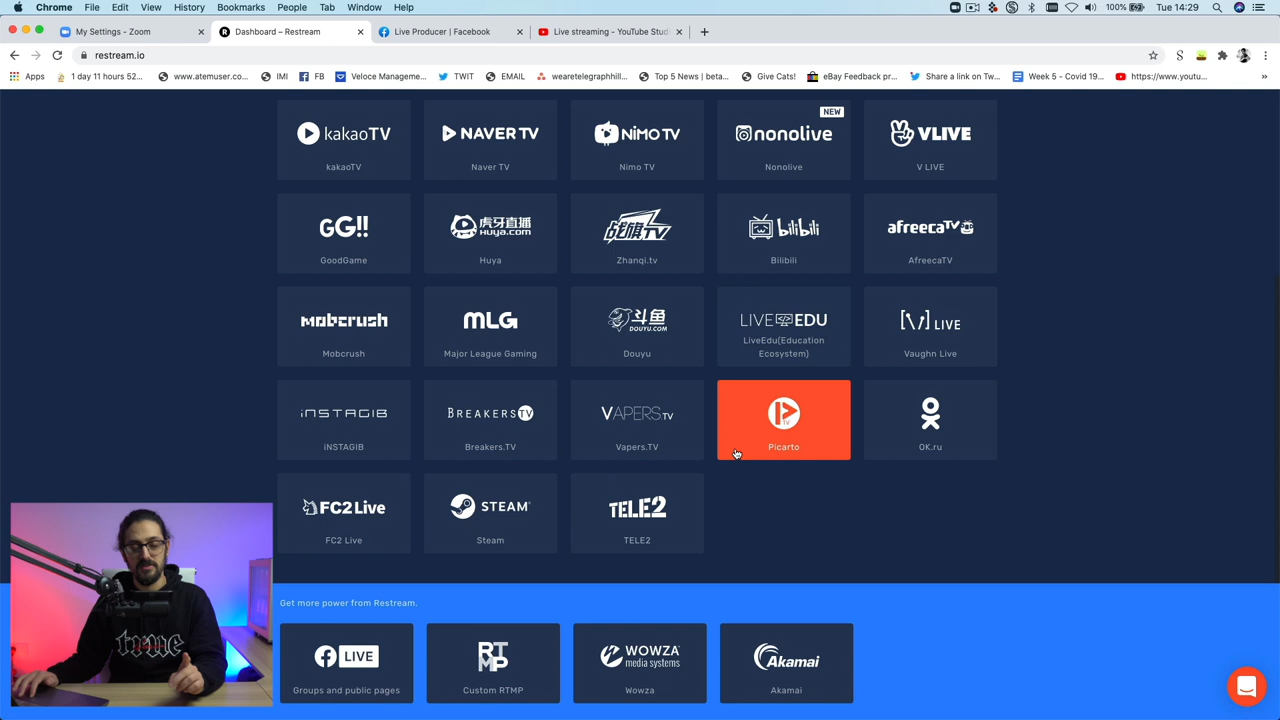 Chrome File Edit View History Bookmarks People Tab Window Help 100% Tue 14:29
My Settings - Zoom Dashboard – Restream Live Producer | Facebook Live streaming - YouTube Studi
restream.io
Apps 1 day 11 hours 52... www.atemuser.co... IMI FB Veloce Manageme... TWIT EMAIL wearetelegraphhill... Top 5 News | beta... Give Cats! eBay Feedback pr... Share a link on Tw... Week 5 - Covid 19... https://www.youtu... »
NEW
kakaoTV NAVER TV NiMO TV nonolive VLIVE
kakaoTV Naver TV Nimo TV Nonolive V LIVE
GG!! 虎牙直播 HUYA.COM 战旗TV bilibili afreecaTV
GoodGame Huya Zhanqi.tv Bilibili AfreecaTV
MOBCRUSH MLG 斗鱼 DOUYU.COM LIVE EDU LIVE
LiveEdu(Education
Mobcrush Major League Gaming Douyu Ecosystem) Vaughn Live
iNSTAGIB BREAKERS TV VAPERS TV TV
iNSTAGIB Breakers.TV Vapers.TV Picarto OK.ru
FC2 Live STEAM TELE2
FC2 Live Steam TELE2
Get more power from Restream.
LIVE RTMP WOWZA media systems Akamai
Groups and public pages Custom RTMP Wowza Akamai